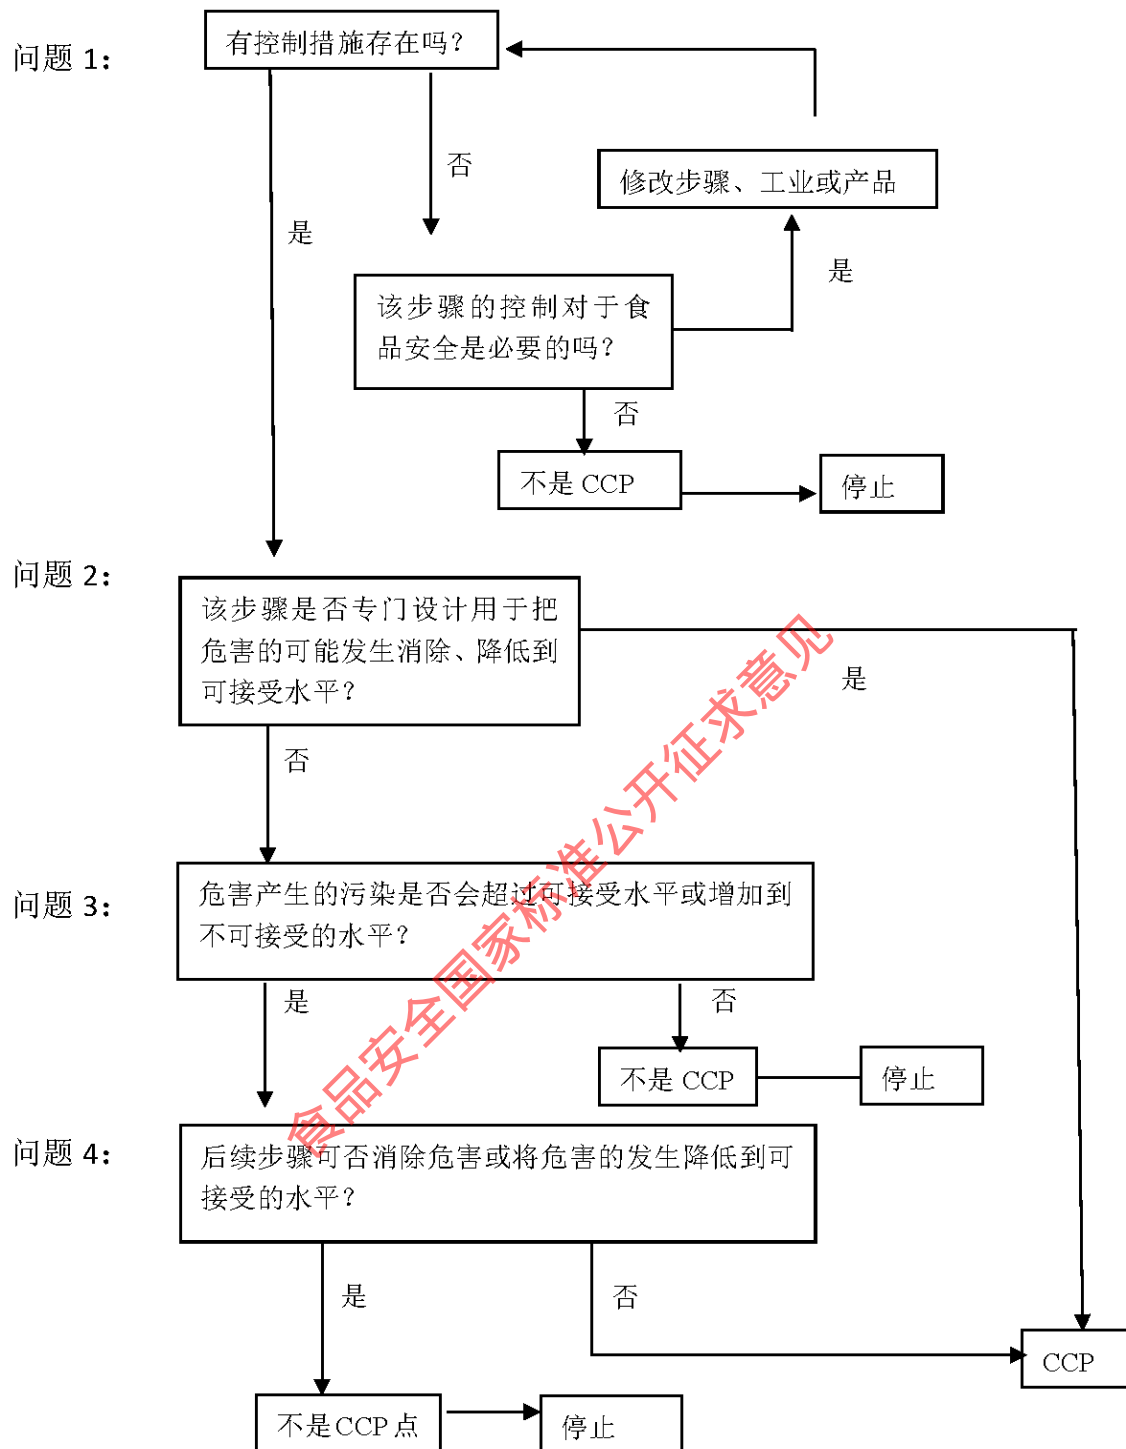 问题 1：
有控制措施存在吗？
否
修改步骤、工业或产品
是
是
该步骤的控制对于食
品安全是必要的吗？
否
不是 CCP
停止
问题 2：
该步骤是否专门设计用于把
危害的可能发生消除、降低到
可接受水平？
是
否
问题 3：
危害产生的污染是否会超过可接受水平或增加到
不可接受的水平？
是
否
不是 CCP
停止
问题 4：
后续步骤可否消除危害或将危害的发生降低到可
接受的水平？
是
否
CCP
不是CCP 点
停止
食品安全国家标准公开征求意见